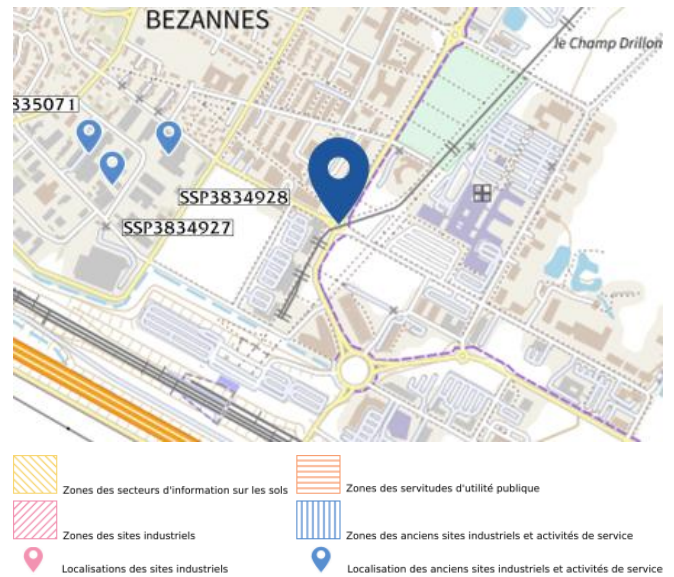 BEZANNES
le Champ Drillon
835071
SSP3834928
SSP3834927
Zones des secteurs d'information sur les sols
Zones des servitudes d'utilité publique
Zones des sites industriels
Zones des anciens sites industriels et activités de service
Localisations des sites industriels
Localisation des anciens sites industriels et activités de service